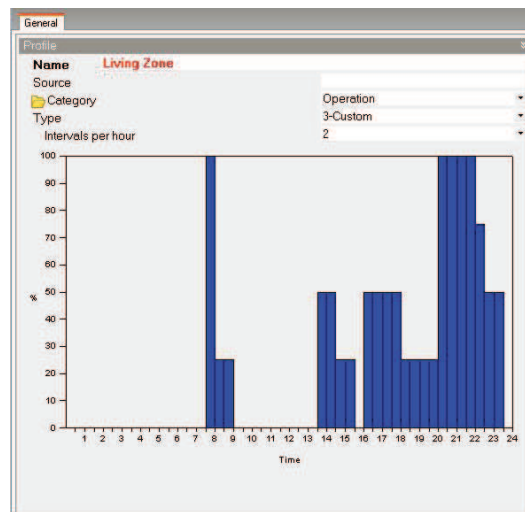 General
Profile
Name Living Zone
Source
Category Operation
Type 3-Custom
Intervals per hour 2
100
90
80
70
60
50
40
30
20
10
0
%
1 2 3 4 5 6 7 8 9 10 11 12 13 14 15 16 17 18 19 20 21 22 23 24
Time